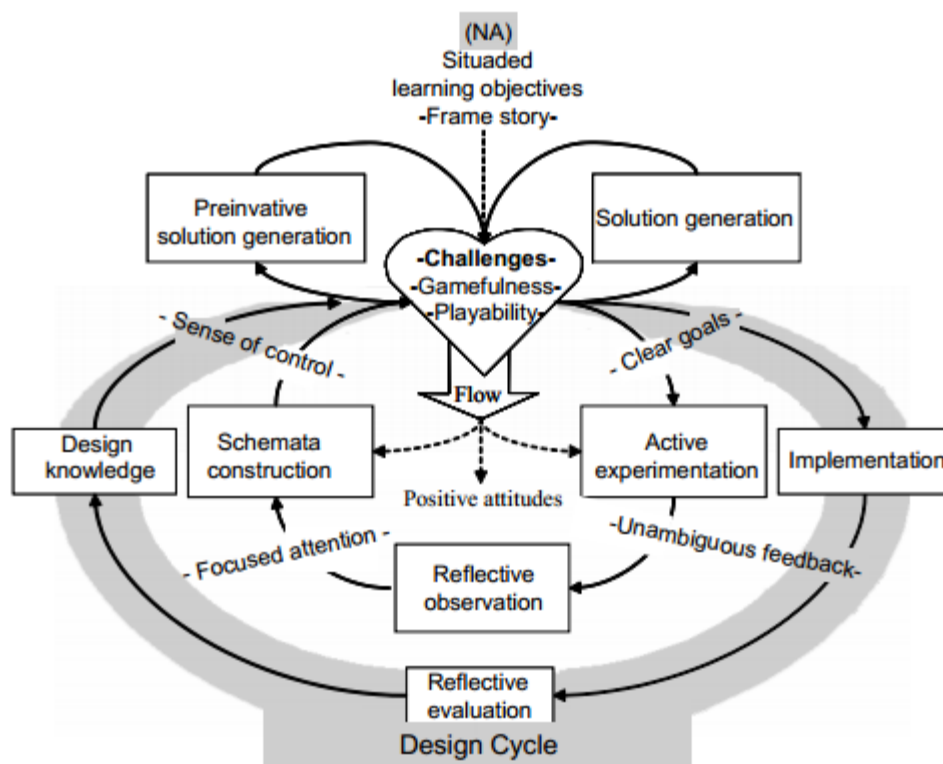 (NA)
Situaded
learning objectives
-Frame story-
Preinvative
solution generation
Solution generation
-Challenges-
-Gamefulness-
-Playability-
- Sense of control -
- Clear goals -
Flow
Design
knowledge
Schemata
construction
Active
experimentation
Implementation
Positive attitudes
- Focused attention -
-Unambiguous feedback-
Reflective
observation
Reflective
evaluation
Design Cycle